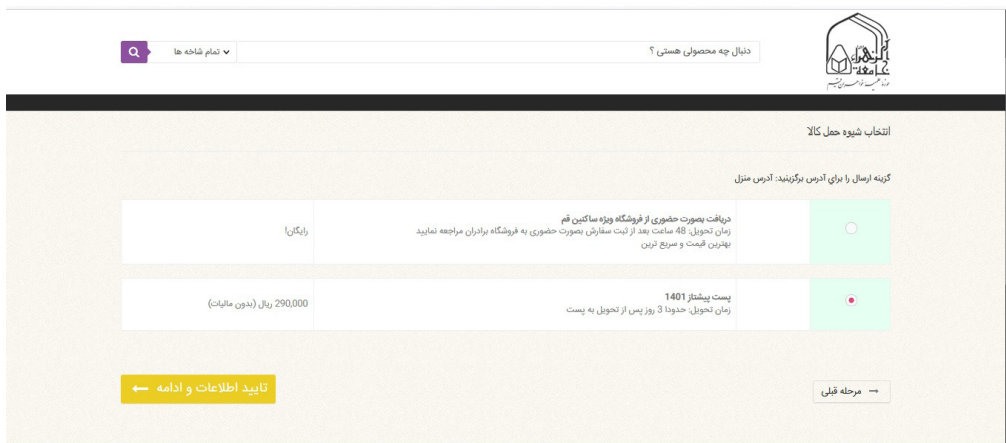 جامعة الزهراء
دنبال چه محصولی هستی ؟
تمام شاخه ها
انتخاب شیوه حمل کالا
گزینه ارسال را براي آدرس برگزینید: آدرس منزل
دریافت بصورت حضوری از فروشگاه ویژه ساکنین قم
زمان تحویل: 48 ساعت بعد از ثبت سفارش بصورت حضوری به فروشگاه برادران مراجعه نمایید
بهترین قیمت و سریع ترین
رایگان!
پست پیشتاز 1401
زمان تحویل: حدودا 3 روز پس از تحویل به پست
290,000 ریال (بدون مالیات)
مرحله قبلی
تایید اطلاعات و ادامه